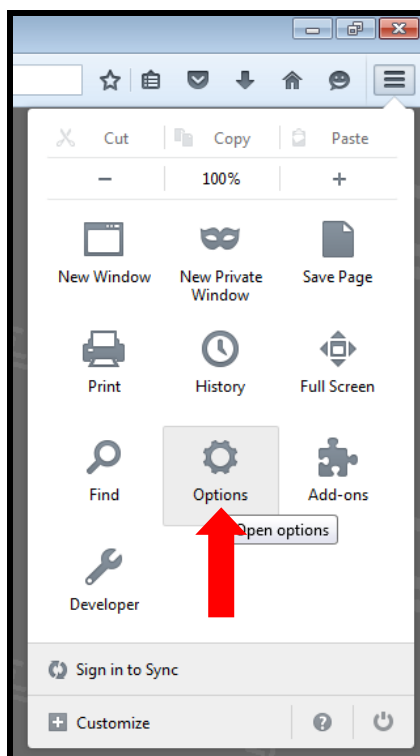 Cut Copy Paste
− 100% +
New Window New Private Window Save Page
Print History Full Screen
Find Options Add-ons
Open options
Developer
Sign in to Sync
Customize